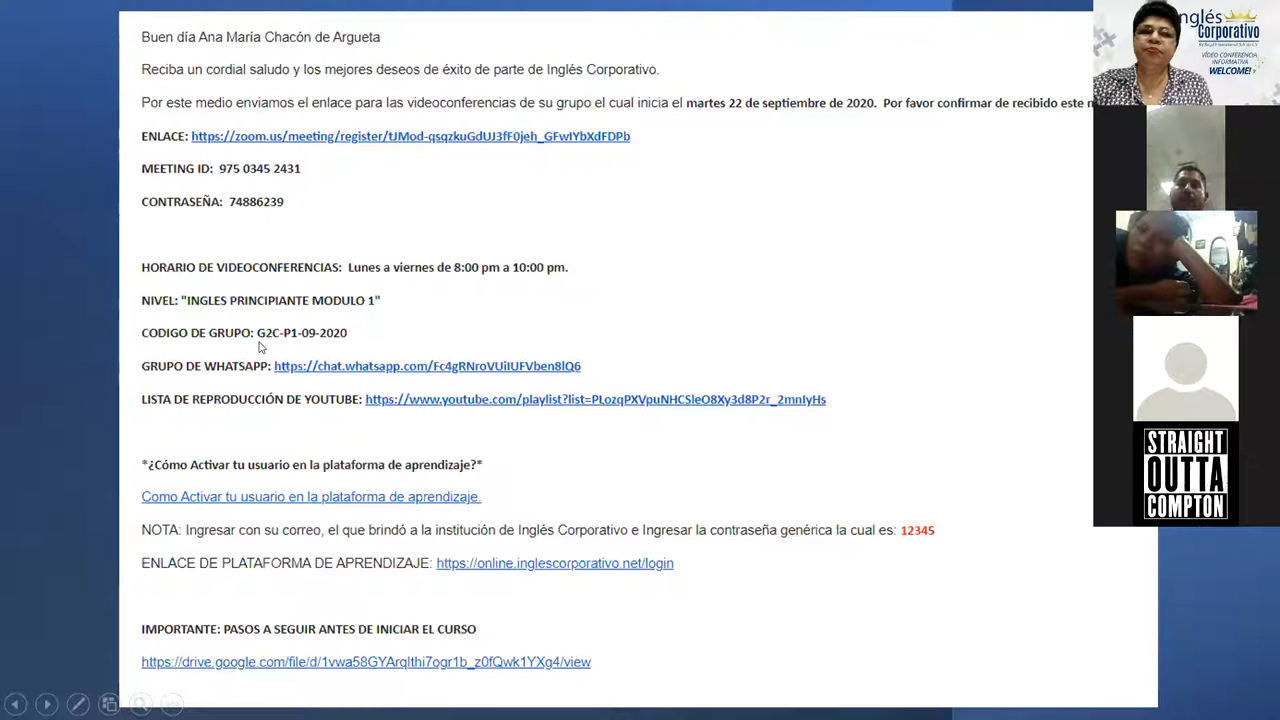 Buen día Ana María Chacón de Argueta
Reciba un cordial saludo y los mejores deseos de éxito de parte de Inglés Corporativo.
Por este medio enviamos el enlace para las videoconferencias de su grupo el cual inicia el martes 22 de septiembre de 2020. Por favor confirmar de recibido este
ENLACE: https://zoom.us/meeting/register/tJMod-qsqzkuGdUJ3fF0jeh_GFwIYbXdFDPb
MEETING ID: 975 0345 2431
CONTRASEÑA: 74886239
HORARIO DE VIDEOCONFERENCIAS: Lunes a viernes de 8:00 pm a 10:00 pm.
NIVEL: "INGLES PRINCIPIANTE MODULO 1"
CODIGO DE GRUPO: G2C-P1-09-2020
GRUPO DE WHATSAPP: https://chat.whatsapp.com/Fc4gRNroVUiIUFVben8lQ6
LISTA DE REPRODUCCIÓN DE YOUTUBE: https://www.youtube.com/playlist?list=PLozqPXVpuNHCSleO8Xy3d8P2r_2mnIyHs
*¿Cómo Activar tu usuario en la plataforma de aprendizaje?*
Como Activar tu usuario en la plataforma de aprendizaje.
NOTA: Ingresar con su correo, el que brindó a la institución de Inglés Corporativo e Ingresar la contraseña genérica la cual es: 12345
ENLACE DE PLATAFORMA DE APRENDIZAJE: https://online.inglescorporativo.net/login
IMPORTANTE: PASOS A SEGUIR ANTES DE INICIAR EL CURSO
https://drive.google.com/file/d/1vwa58GYArqIthi7ogr1b_z0fQwk1YXg4/view
Inglés
Corporativo
VÍDEO CONFERENCIA
INFORMATIVA
WELCOME!
STRAIGHT
OUTTA
COMPTON